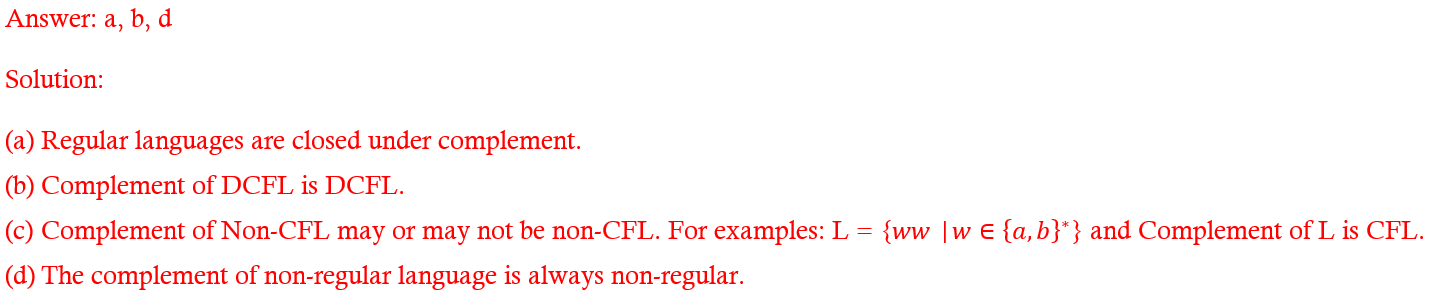 Answer: a, b, d
Solution:
(a) Regular languages are closed under complement.
(b) Complement of DCFL is DCFL.
(c) Complement of Non-CFL may or may not be non-CFL. For examples: L = {ww | w ∈ {a, b}*} and Complement of L is CFL.
(d) The complement of non-regular language is always non-regular.